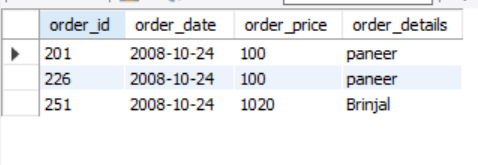 order_id order_date order_price order_details
201 2008-10-24 100 paneer
226 2008-10-24 100 paneer
251 2008-10-24 1020 Brinjal